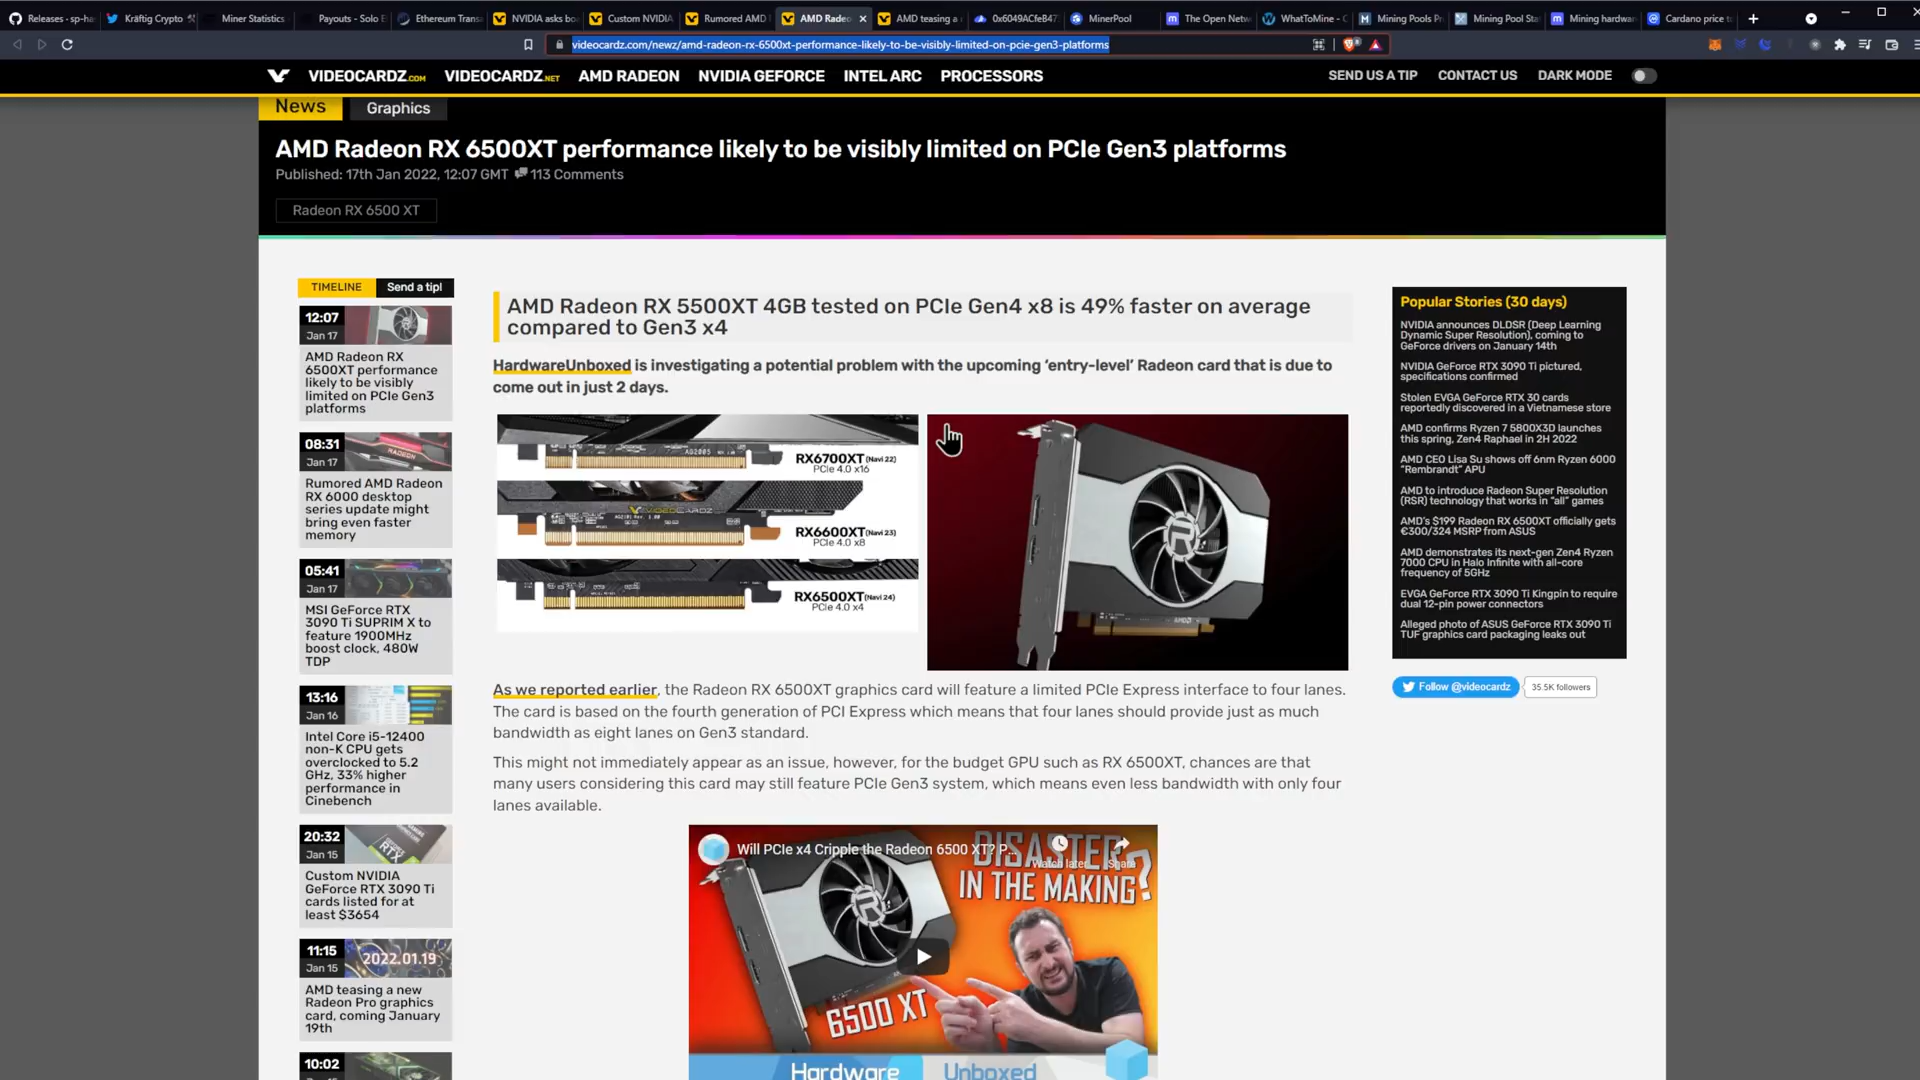 Releases - sp-ha
Kräftig Crypto
Miner Statistics
Payouts - Solo E
Ethereum Trans
NVIDIA asks bo
Custom NVIDIA
Rumored AMD
AMD Radeo
AMD teasing a
0x6049ACfeB47
MinerPool
The Open Netw
WhatToMine - C
Mining Pools Pr
Mining Pool Sta
Mining hardwar
Cardano price to
videocardz.com/newz/amd-radeon-rx-6500xt-performance-likely-to-be-visibly-limited-on-pcie-gen3-platforms
VIDEOCARDZ.COM VIDEOCARDZ.NET AMD RADEON NVIDIA GEFORCE INTEL ARC PROCESSORS SEND US A TIP CONTACT US DARK MODE
News Graphics
AMD Radeon RX 6500XT performance likely to be visibly limited on PCIe Gen3 platforms
Published: 17th Jan 2022, 12:07 GMT 113 Comments
Radeon RX 6500 XT
TIMELINE Send a tip!
12:07
Jan 17
AMD Radeon RX
6500XT performance
likely to be visibly
limited on PCIe Gen3
platforms
08:31
Jan 17
RADEON
Rumored AMD Radeon
RX 6000 desktop
series update might
bring even faster
memory
05:41
Jan 17
MSI GeForce RTX
3090 Ti SUPRIM X to
feature 1900MHz
boost clock, 480W
TDP
13:16
Jan 16
Intel Core i5-12400
non-K CPU gets
overclocked to 5.2
GHz, 33% higher
performance in
Cinebench
20:32
Jan 15
RTX
Custom NVIDIA
GeForce RTX 3090 Ti
cards listed for at
least $3654
11:15
Jan 15
2022.01.19
AMD teasing a new
Radeon Pro graphics
card, coming January
19th
10:02
AMD Radeon RX 5500XT 4GB tested on PCIe Gen4 x8 is 49% faster on average
compared to Gen3 x4
HardwareUnboxed is investigating a potential problem with the upcoming ‘entry-level’ Radeon card that is due to
come out in just 2 days.
RX6700XT (Navi 22)
PCIe 4.0 x16
VIDEOCARDZ
RX6600XT (Navi 23)
PCIe 4.0 x8
RX6500XT (Navi 24)
PCIe 4.0 x4
AMD
As we reported earlier, the Radeon RX 6500XT graphics card will feature a limited PCIe Express interface to four lanes.
The card is based on the fourth generation of PCI Express which means that four lanes should provide just as much
bandwidth as eight lanes on Gen3 standard.
This might not immediately appear as an issue, however, for the budget GPU such as RX 6500XT, chances are that
many users considering this card may still feature PCIe Gen3 system, which means even less bandwidth with only four
lanes available.
Will PCIe x4 Cripple the Radeon 6500 XT? P...
Watch later
Share
DISASTER
IN THE MAKING?
6500 XT
Hardware Unboxed
Popular Stories (30 days)
NVIDIA announces DLDSR (Deep Learning
Dynamic Super Resolution), coming to
GeForce drivers on January 14th
NVIDIA GeForce RTX 3090 Ti pictured,
specifications confirmed
Stolen EVGA GeForce RTX 30 cards
reportedly discovered in a Vietnamese store
AMD confirms Ryzen 7 5800X3D launches
this spring, Zen4 Raphael in 2H 2022
AMD CEO Lisa Su shows off 6nm Ryzen 6000
“Rembrandt” APU
AMD to introduce Radeon Super Resolution
(RSR) technology that works in “all” games
AMD’s $199 Radeon RX 6500XT officially gets
€300/324 MSRP from ASUS
AMD demonstrates its next-gen Zen4 Ryzen
7000 CPU in Halo Infinite with all-core
frequency of 5GHz
EVGA GeForce RTX 3090 Ti Kingpin to require
dual 12-pin power connectors
Alleged photo of ASUS GeForce RTX 3090 Ti
TUF graphics card packaging leaks out
Follow @videocardz
35.5K followers